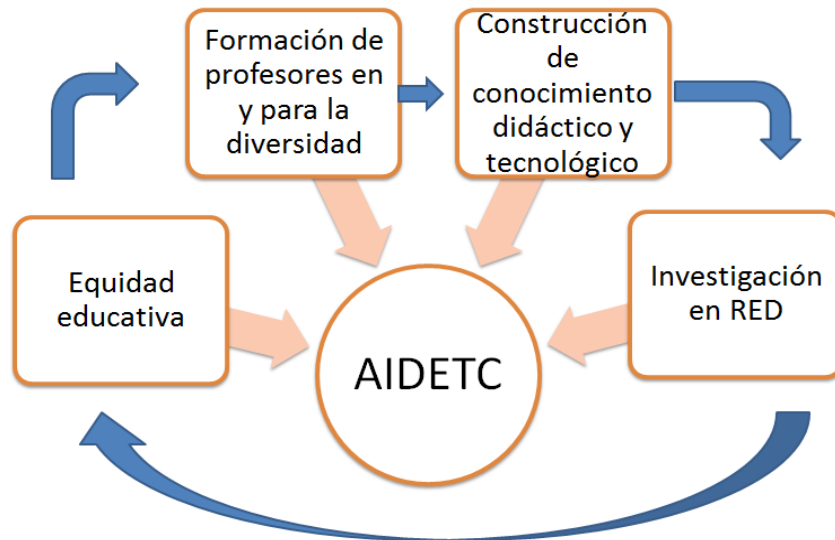 Formación de
profesores en
y para la
diversidad
Construcción
de
conocimiento
didáctico y
tecnológico
Equidad
educativa
Investigación
en RED
AIDETC